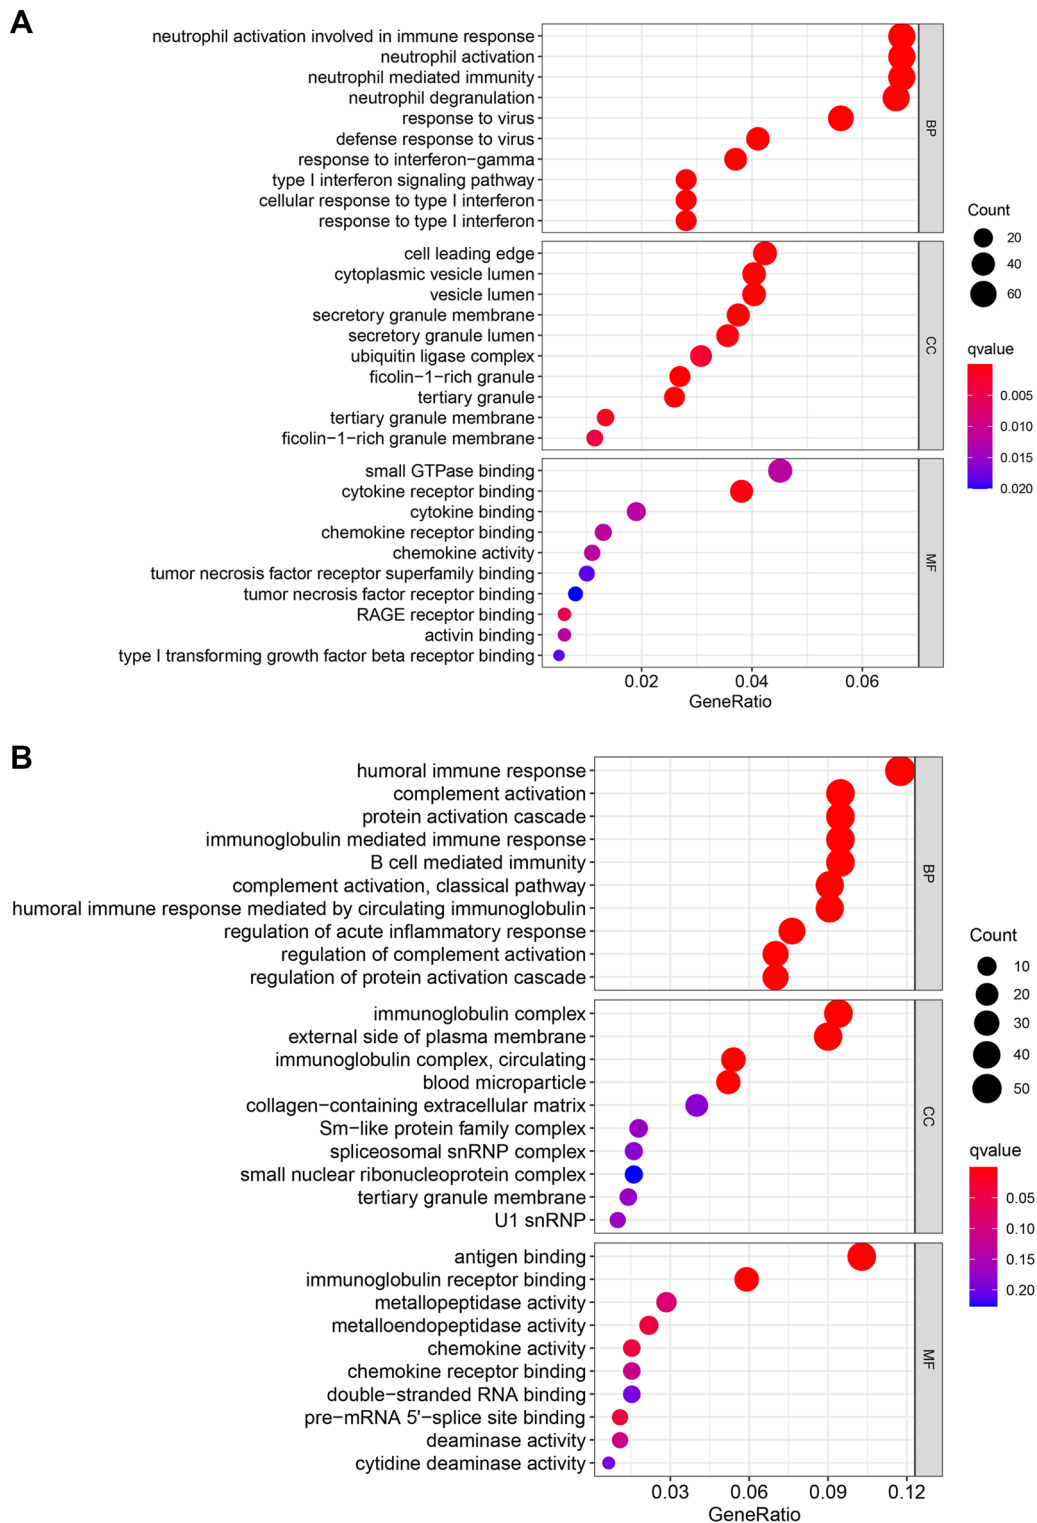 A
neutrophil activation involved in immune response
neutrophil activation
neutrophil mediated immunity
neutrophil degranulation
response to virus
defense response to virus
response to interferon−gamma
type I interferon signaling pathway
cellular response to type I interferon
response to type I interferon
BP
cell leading edge
cytoplasmic vesicle lumen
vesicle lumen
secretory granule membrane
secretory granule lumen
ubiquitin ligase complex
ficolin−1−rich granule
tertiary granule
tertiary granule membrane
ficolin−1−rich granule membrane
CC
small GTPase binding
cytokine receptor binding
cytokine binding
chemokine receptor binding
chemokine activity
tumor necrosis factor receptor superfamily binding
tumor necrosis factor receptor binding
RAGE receptor binding
activin binding
type I transforming growth factor beta receptor binding
MF
0.02 0.04 0.06
GeneRatio
Count
20
40
60
qvalue
0.005
0.010
0.015
0.020
B
humoral immune response
complement activation
protein activation cascade
immunoglobulin mediated immune response
B cell mediated immunity
complement activation, classical pathway
humoral immune response mediated by circulating immunoglobulin
regulation of acute inflammatory response
regulation of complement activation
regulation of protein activation cascade
BP
immunoglobulin complex
external side of plasma membrane
immunoglobulin complex, circulating
blood microparticle
collagen−containing extracellular matrix
Sm−like protein family complex
spliceosomal snRNP complex
small nuclear ribonucleoprotein complex
tertiary granule membrane
U1 snRNP
CC
antigen binding
immunoglobulin receptor binding
metallopeptidase activity
metalloendopeptidase activity
chemokine activity
chemokine receptor binding
double−stranded RNA binding
pre−mRNA 5'−splice site binding
deaminase activity
cytidine deaminase activity
MF
0.03 0.06 0.09 0.12
GeneRatio
Count
10
20
30
40
50
qvalue
0.05
0.10
0.15
0.20